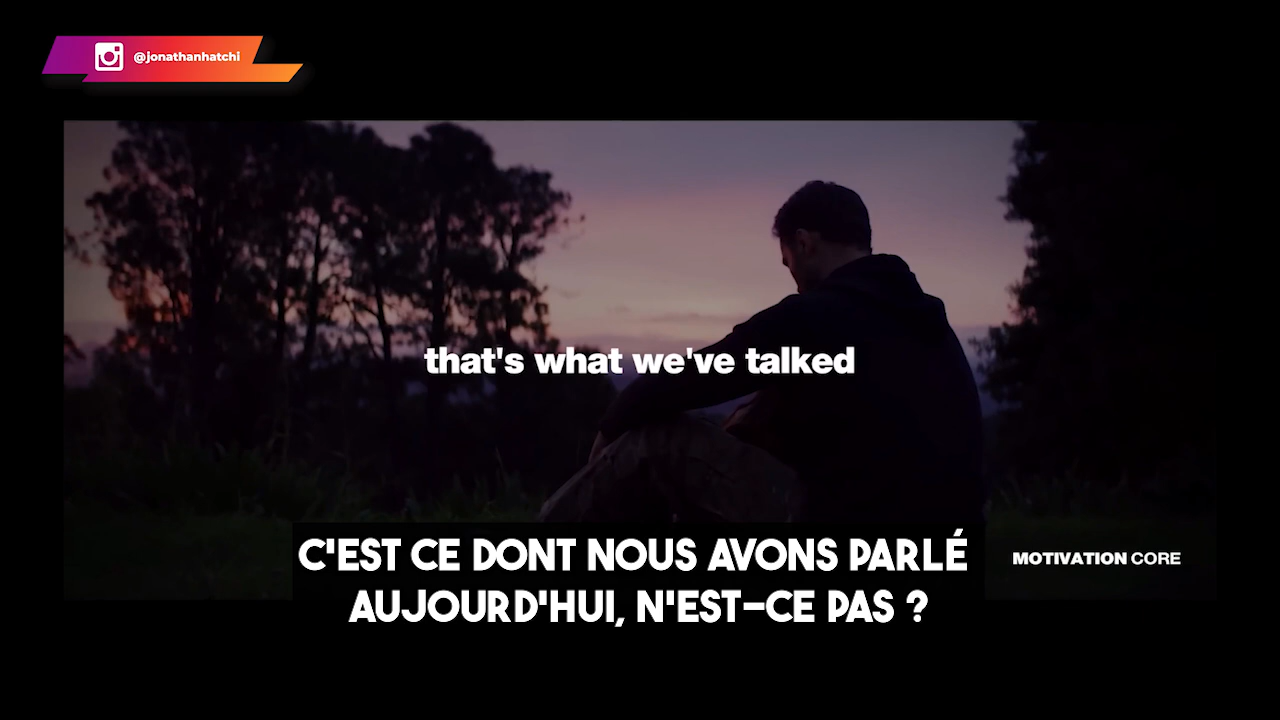 @jonathanhatchi
that's what we've talked
C'EST CE DONT NOUS AVONS PARLÉ
AUJOURD'HUI, N'EST-CE PAS ?
MOTIVATION CORE